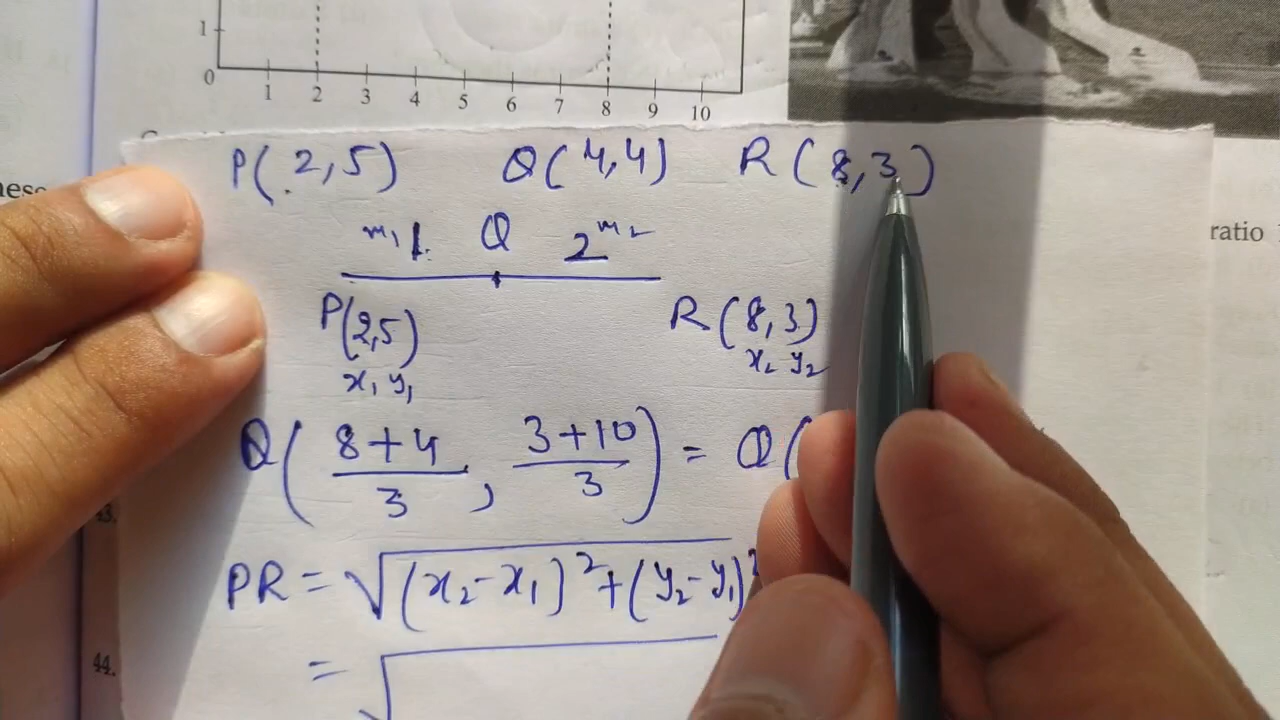 1
0 1 2 3 4 5 6 7 8 9 10
P(2,5) Q(4,4) R(8,3)
m₁ 1 Q 2 m₂
P(2,5) R(8,3)
x₁ y₁ x₂ y₂
ratio
Q(8+4/3, 3+10/3) = Q(
43.
PR = √(x₂-x₁)²+(y₂-y₁)²
44.
= √